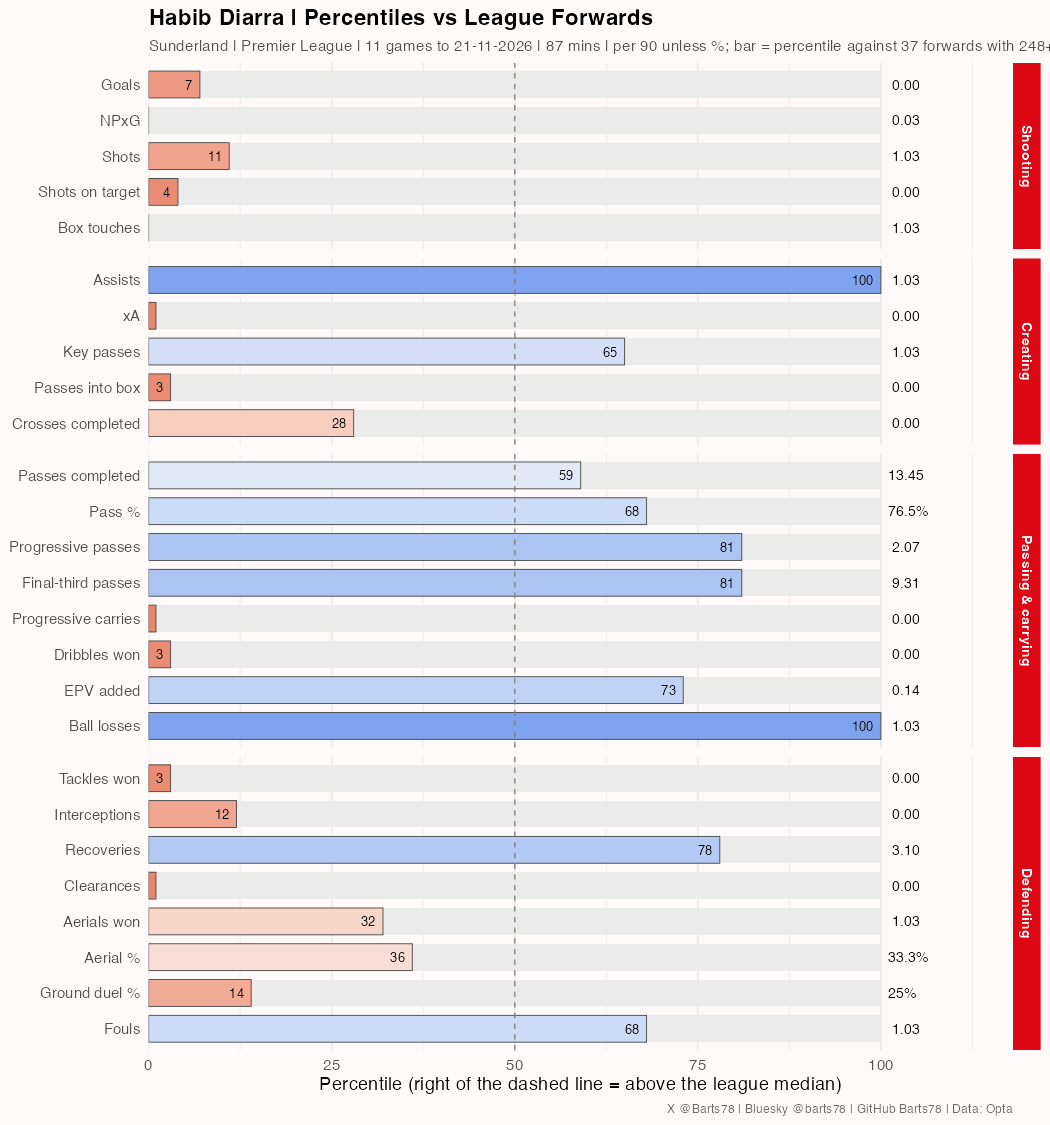 Habib Diarra | Percentiles vs League Forwards
Sunderland | Premier League | 11 games to 21-11-2026 | 87 mins | per 90 unless %; bar = percentile against 37 forwards with 248+
Goals 7 0.00
NPxG 0.03
Shots 11 1.03
Shots on target 4 0.00
Box touches 1.03
Shooting
Assists 100 1.03
xA 0.00
Key passes 65 1.03
Passes into box 3 0.00
Crosses completed 28 0.00
Creating
Passes completed 59 13.45
Pass % 68 76.5%
Progressive passes 81 2.07
Final-third passes 81 9.31
Progressive carries 0.00
Dribbles won 3 0.00
EPV added 73 0.14
Ball losses 100 1.03
Passing & carrying
Tackles won 3 0.00
Interceptions 12 0.00
Recoveries 78 3.10
Clearances 0.00
Aerials won 32 1.03
Aerial % 36 33.3%
Ground duel % 14 25%
Fouls 68 1.03
Defending
0 25 50 75 100
Percentile (right of the dashed line = above the league median)
X @Barts78 | Bluesky @barts78 | GitHub Barts78 | Data: Opta